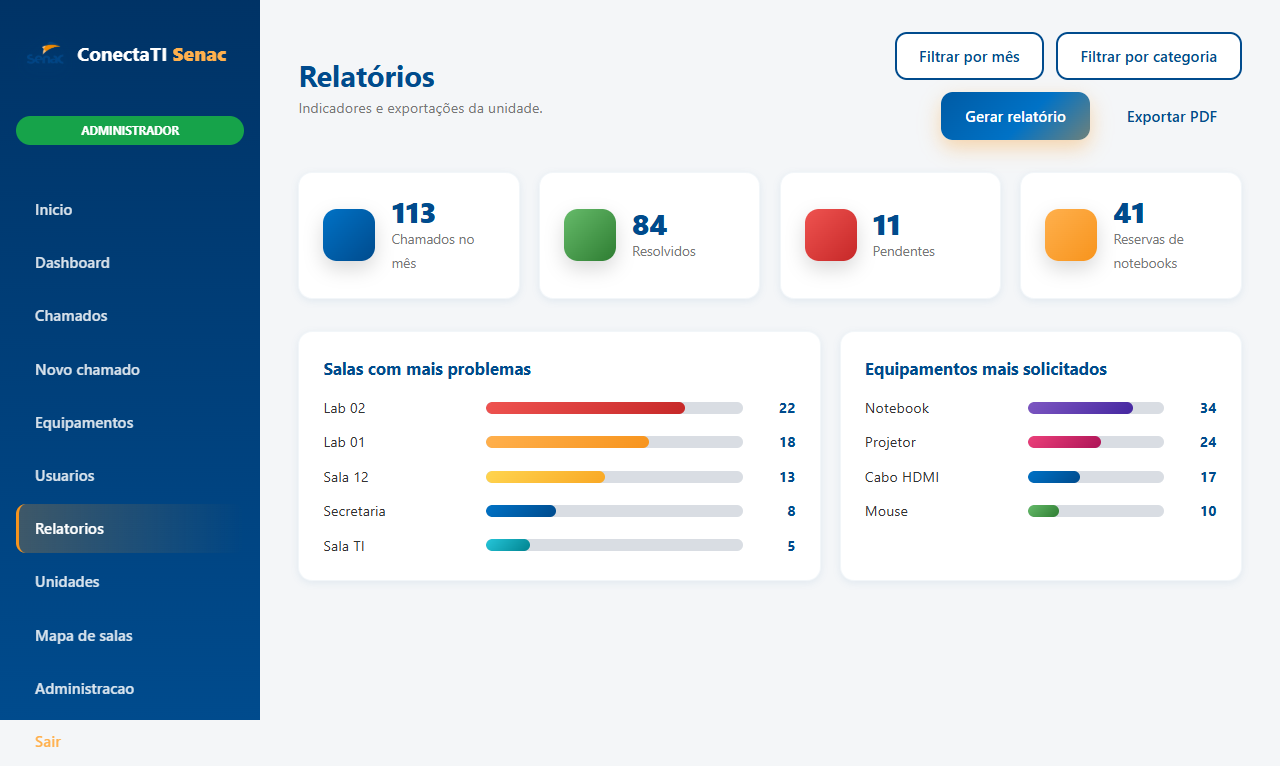 Senac
ConectaTI Senac
ADMINISTRADOR
Inicio
Dashboard
Chamados
Novo chamado
Equipamentos
Usuarios
Relatorios
Unidades
Mapa de salas
Administracao
Sair
Relatórios
Indicadores e exportações da unidade.
Filtrar por mês
Filtrar por categoria
Gerar relatório
Exportar PDF
113
Chamados no
mês
84
Resolvidos
11
Pendentes
41
Reservas de
notebooks
Salas com mais problemas
Lab 02 22
Lab 01 18
Sala 12 13
Secretaria 8
Sala TI 5
Equipamentos mais solicitados
Notebook 34
Projetor 24
Cabo HDMI 17
Mouse 10